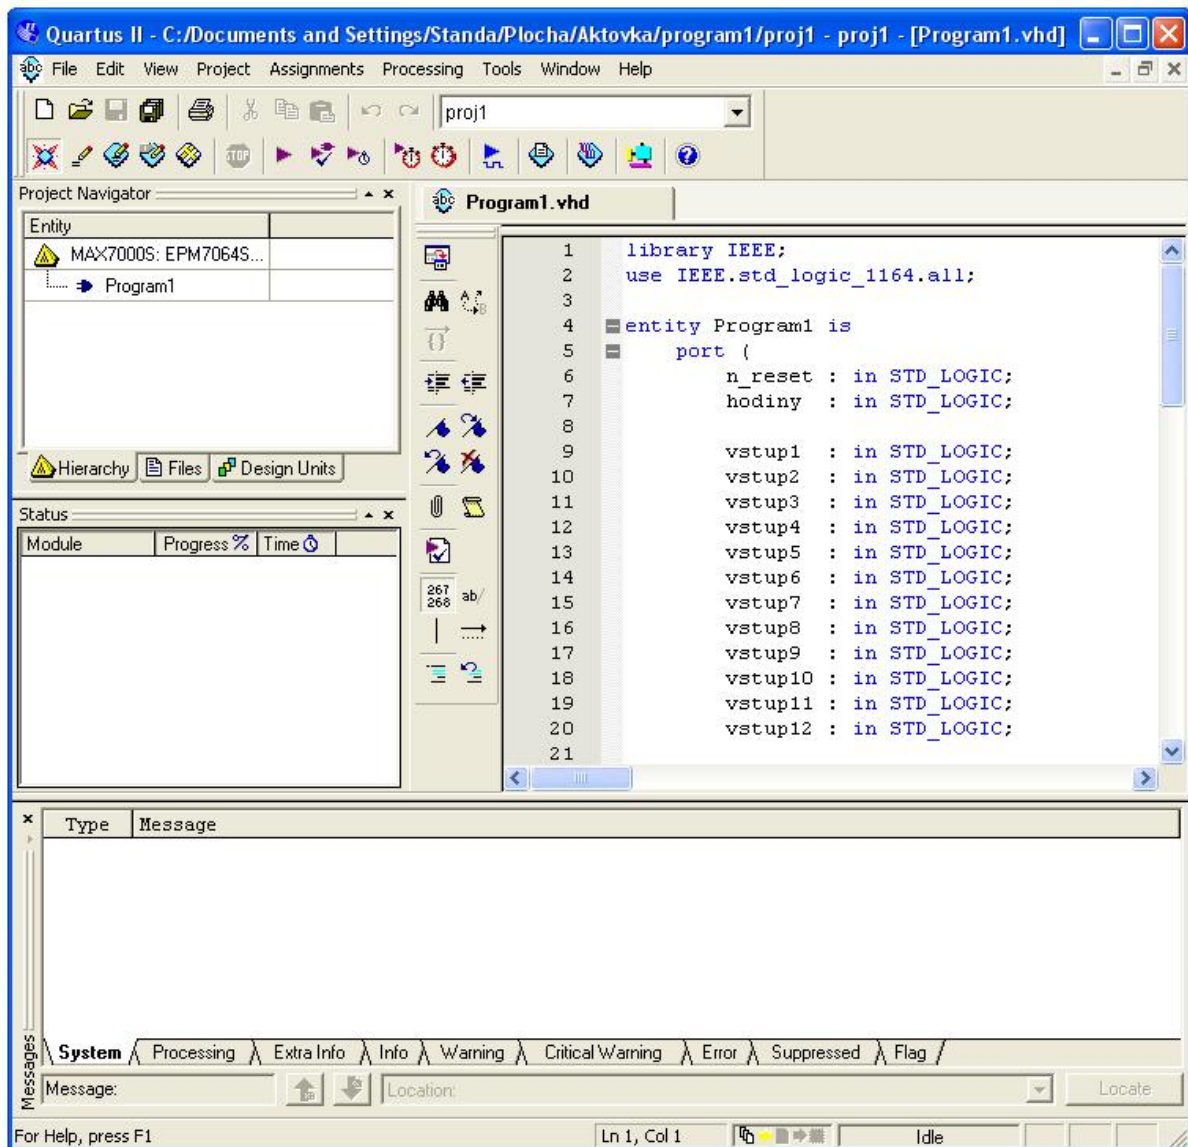 Quartus II - C:/Documents and Settings/Standa/Plocha/Aktovka/program1/proj1 - proj1 - [Program1.vhd]
File Edit View Project Assignments Processing Tools Window Help
proj1
STOP
Project Navigator
Entity
MAX7000S: EPM7064S...
Program1
Hierarchy Files Design Units
Status
Module Progress % Time
Program1.vhd
267
268
ab/
1 library IEEE;
2 use IEEE.std_logic_1164.all;
3
4 entity Program1 is
5 port (
6 n_reset : in STD_LOGIC;
7 hodiny : in STD_LOGIC;
8
9 vstup1 : in STD_LOGIC;
10 vstup2 : in STD_LOGIC;
11 vstup3 : in STD_LOGIC;
12 vstup4 : in STD_LOGIC;
13 vstup5 : in STD_LOGIC;
14 vstup6 : in STD_LOGIC;
15 vstup7 : in STD_LOGIC;
16 vstup8 : in STD_LOGIC;
17 vstup9 : in STD_LOGIC;
18 vstup10 : in STD_LOGIC;
19 vstup11 : in STD_LOGIC;
20 vstup12 : in STD_LOGIC;
21
Type Message
System Processing Extra Info Info Warning Critical Warning Error Suppressed Flag
Messages
Message: Location: Locate
For Help, press F1 Ln 1, Col 1 Idle